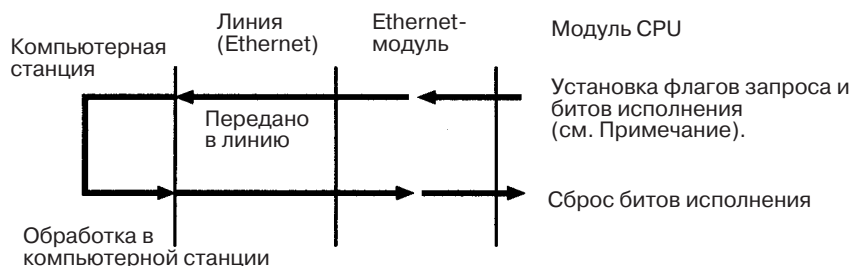 Компьютерная
станция
Линия
(Ethernet)
Ethernet-
модуль
Модуль CPU
Передано
в линию
Установка флагов запроса и
битов исполнения
(см. Примечание).
Сброс битов исполнения
Обработка в
компьютерной станции